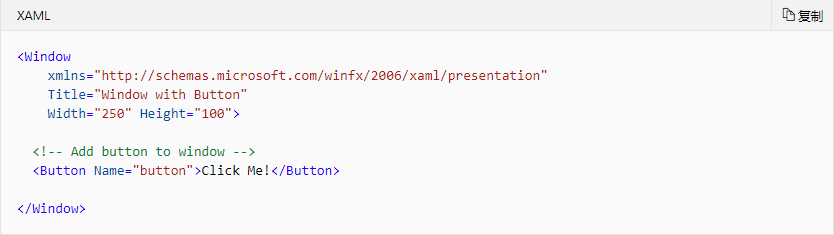 XAML
复制
<Window
    xmlns="http://schemas.microsoft.com/winfx/2006/xaml/presentation"
    Title="Window with Button"
    Width="250" Height="100">
  <!-- Add button to window -->
  <Button Name="button">Click Me!</Button>
</Window>